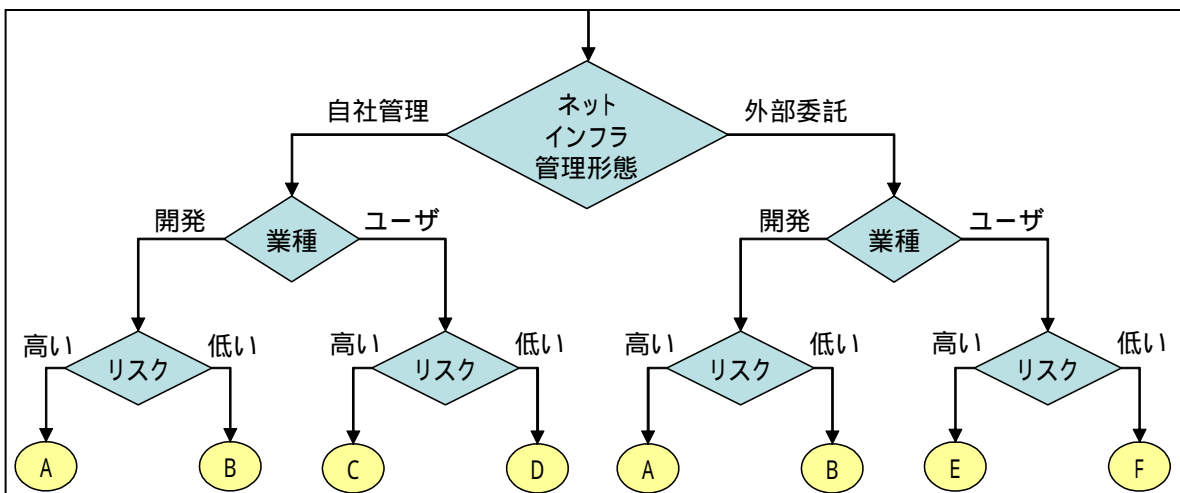 自社管理
ネット
インフラ
管理形態
外部委託
開発
業種
ユーザ
開発
業種
ユーザ
高い
リスク
低い
高い
リスク
低い
高い
リスク
低い
高い
リスク
低い
A
B
C
D
A
B
E
F